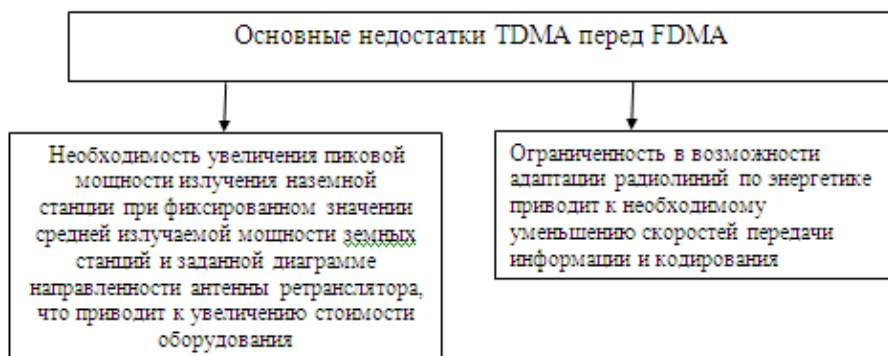 Основные недостатки TDMA перед FDMA
Необходимость увеличения пиковой
мощности излучения наземной
станции при фиксированном значении
средней излучаемой мощности земных
станций и заданной диаграмме
направленности антенны ретранслятора,
что приводит к увеличению стоимости
оборудования
Ограниченность в возможности
адаптации радиолиний по энергетике
приводит к необходимому
уменьшению скоростей передачи
информации и кодирования